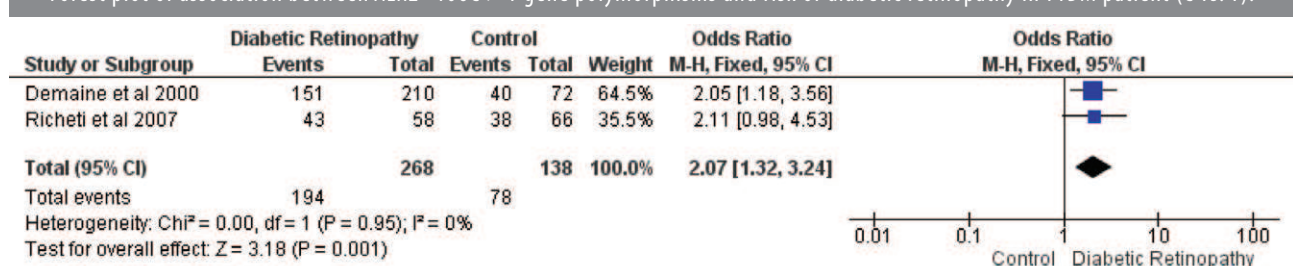 Diabetic Retinopathy Control Odds Ratio Odds Ratio
Study or Subgroup Events Total Events Total Weight M-H, Fixed, 95% CI M-H, Fixed, 95% CI
Demaine et al 2000 151 210 40 72 64.5% 2.05 [1.18, 3.56]
Richeti et al 2007 43 58 38 66 35.5% 2.11 [0.98, 4.53]
Total (95% CI) 268 138 100.0% 2.07 [1.32, 3.24]
Total events 194 78
Heterogeneity: Chi² = 0.00, df = 1 (P = 0.95); I² = 0%
Test for overall effect: Z = 3.18 (P = 0.001)
0.01 0.1 1 10 100
Control Diabetic Retinopathy